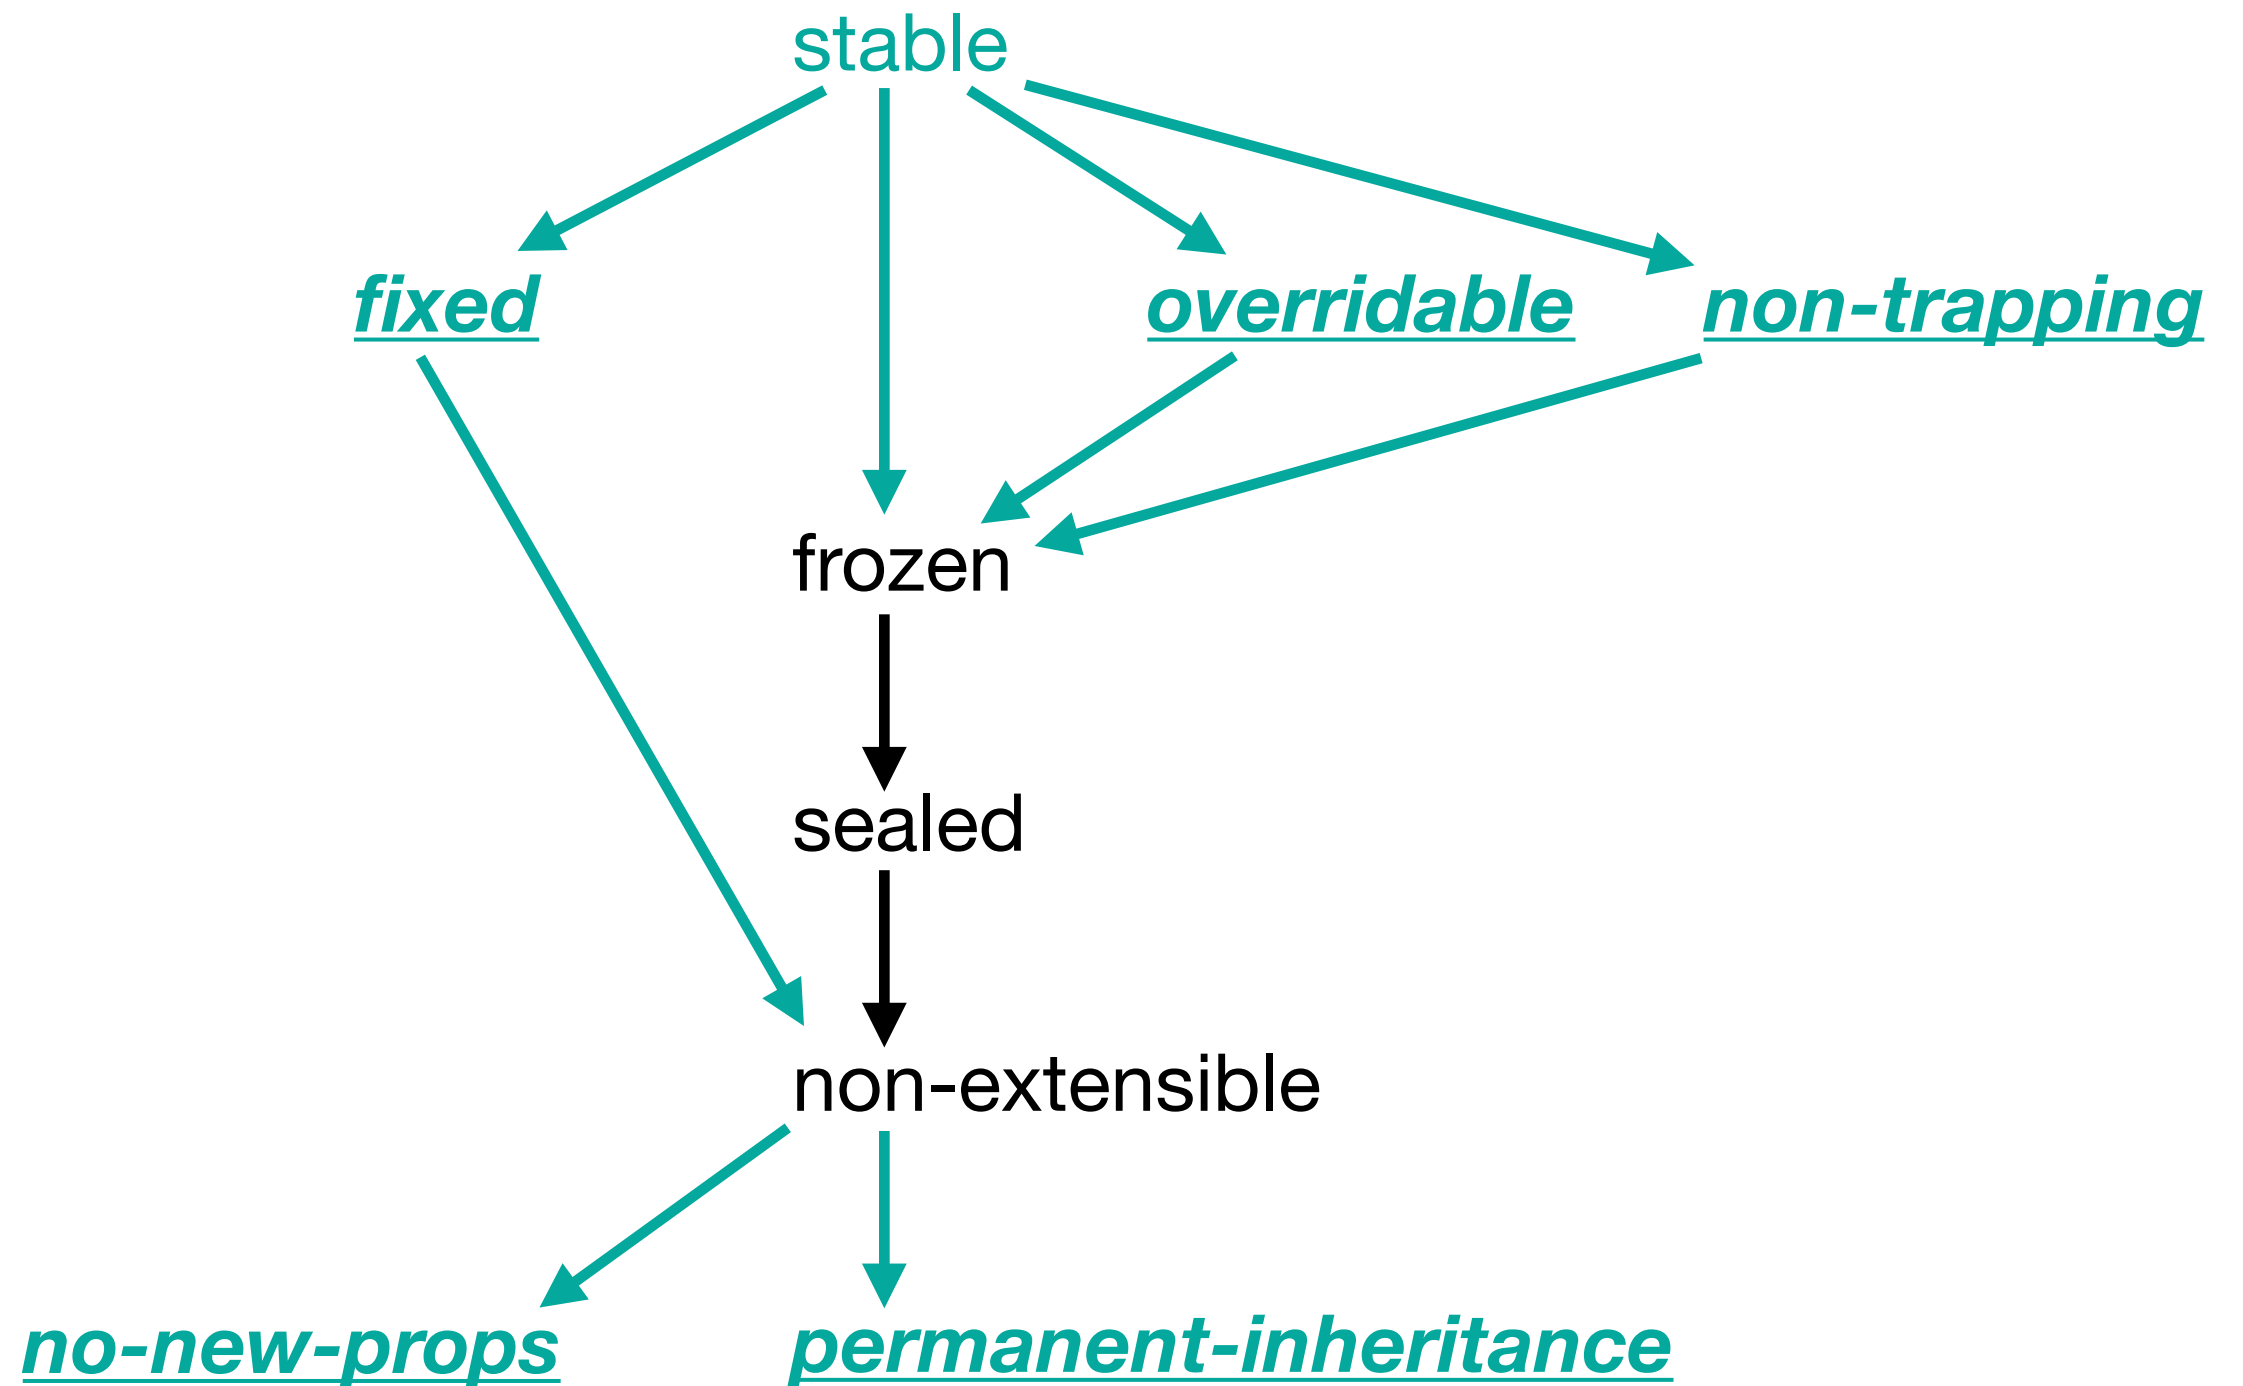 stable
fixed
overridable
non-trapping
frozen
sealed
non-extensible
no-new-props
permanent-inheritance